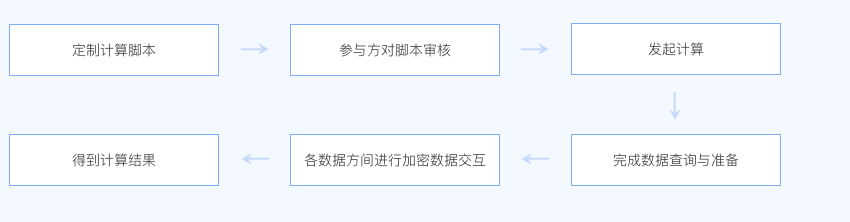 定制计算脚本
参与方对脚本审核
发起计算
完成数据查询与准备
各数据方间进行加密数据交互
得到计算结果